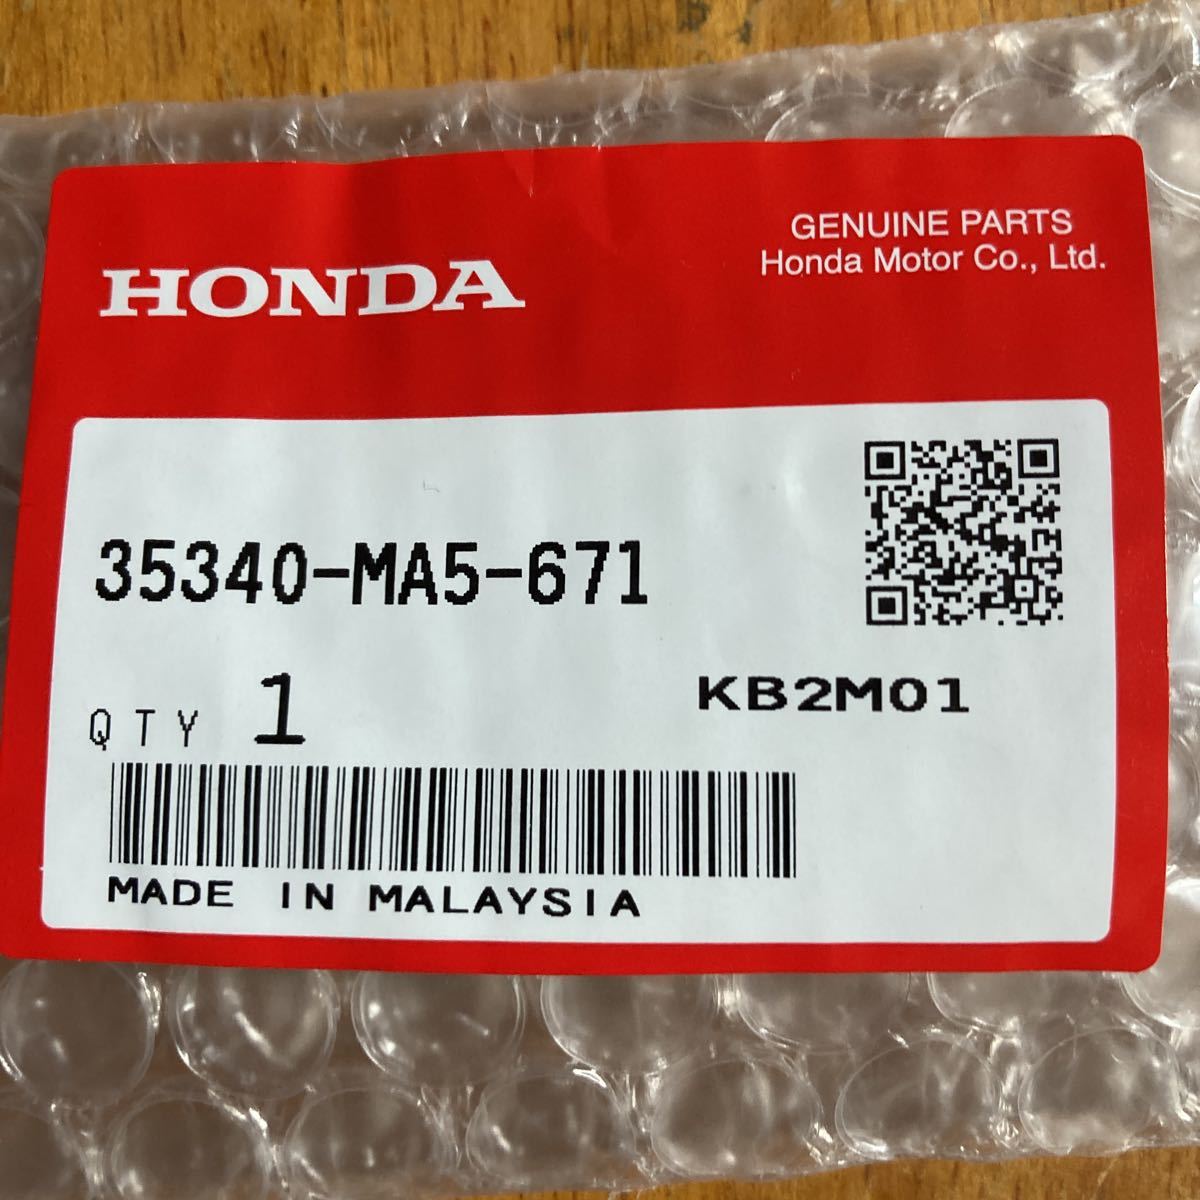 HONDA
GENUINE PARTS
Honda Motor Co., Ltd.
35340-MA5-671
QTY 1
KB2M01
MADE IN MALAYSIA